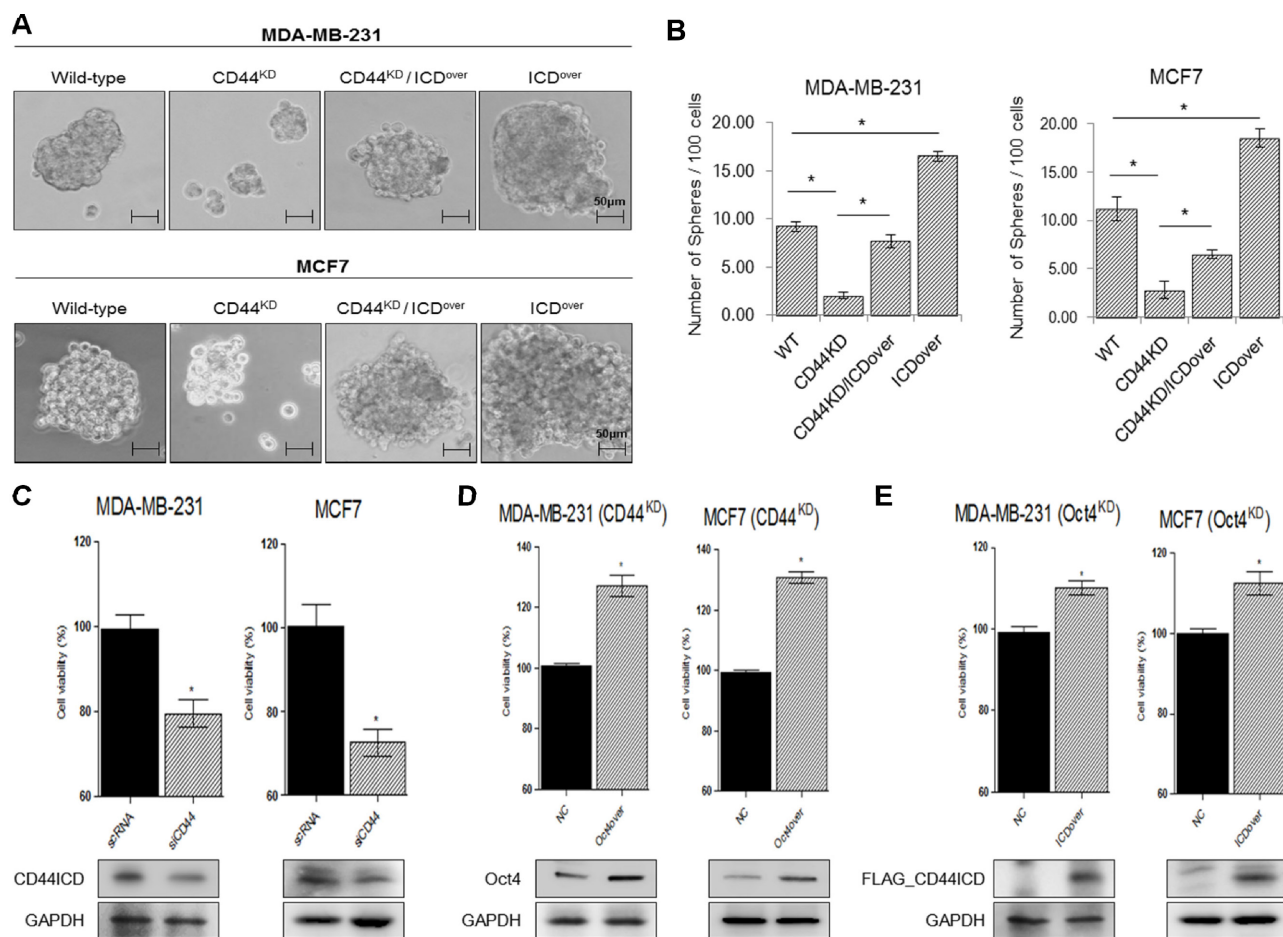 A
MDA-MB-231
Wild-type CD44KD CD44KD / ICDover ICDover
50µm
MCF7
Wild-type CD44KD CD44KD / ICDover ICDover
50µm
B
MDA-MB-231
Number of Spheres / 100 cells
20.00
15.00
10.00
5.00
0.00
* * * *
WT CD44KD CD44KD/ICDover ICDover
MCF7
Number of Spheres / 100 cells
20.00
15.00
10.00
5.00
0.00
* * * *
WT CD44KD CD44KD/ICDover ICDover
C
MDA-MB-231
Cell viability (%)
120
100
80
60
*
scRNA siCD44
MCF7
Cell viability (%)
120
100
80
60
*
scRNA siCD44
CD44ICD
GAPDH
D
MDA-MB-231 (CD44KD)
Cell viability (%)
140
120
100
80
60
*
NC Oct4over
MCF7 (CD44KD)
Cell viability (%)
140
120
100
80
60
*
NC Oct4over
Oct4
GAPDH
E
MDA-MB-231 (Oct4KD)
Cell viability (%)
120
100
80
60
*
NC ICDover
MCF7 (Oct4KD)
Cell viability (%)
120
100
80
60
*
NC ICDover
FLAG_CD44ICD
GAPDH